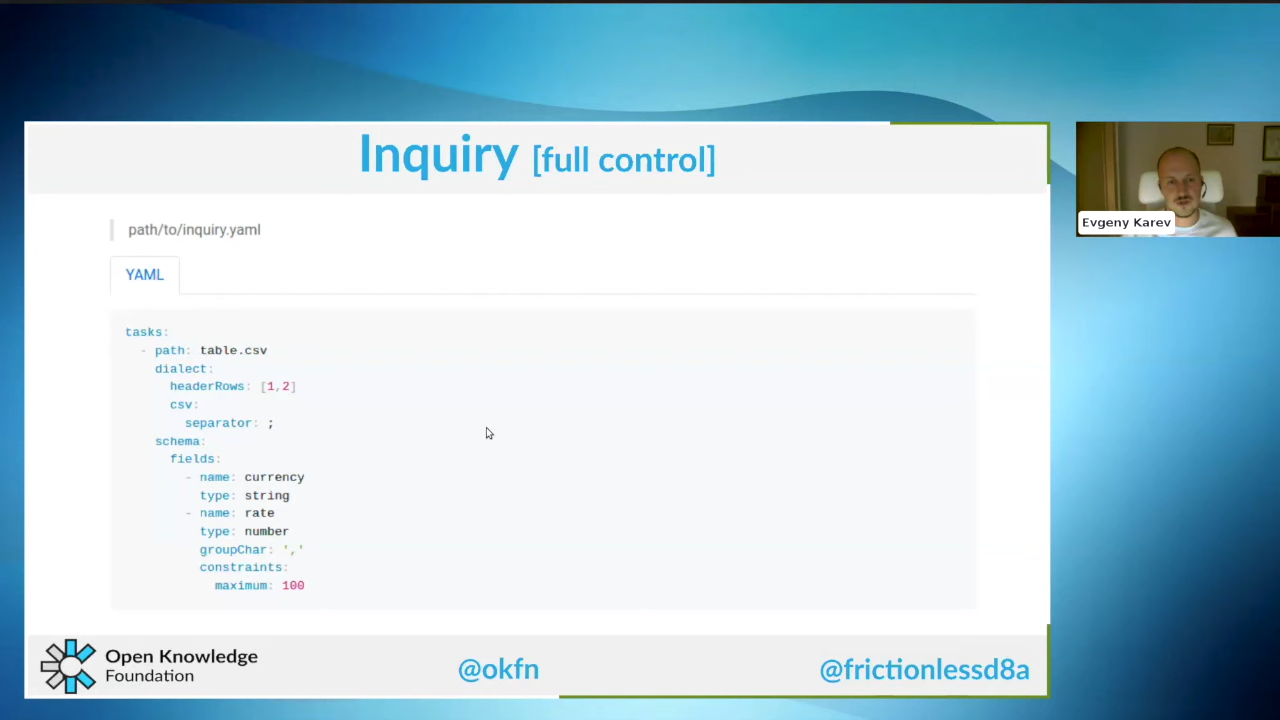 Inquiry [full control]
path/to/inquiry.yaml
YAML
tasks:
- path: table.csv
dialect:
headerRows: [1,2]
csv:
separator: ;
schema:
fields:
- name: currency
type: string
- name: rate
type: number
groupChar: ','
constraints:
maximum: 100
Open Knowledge
Foundation
@okfn
@frictionlessd8a
Evgeny Karev